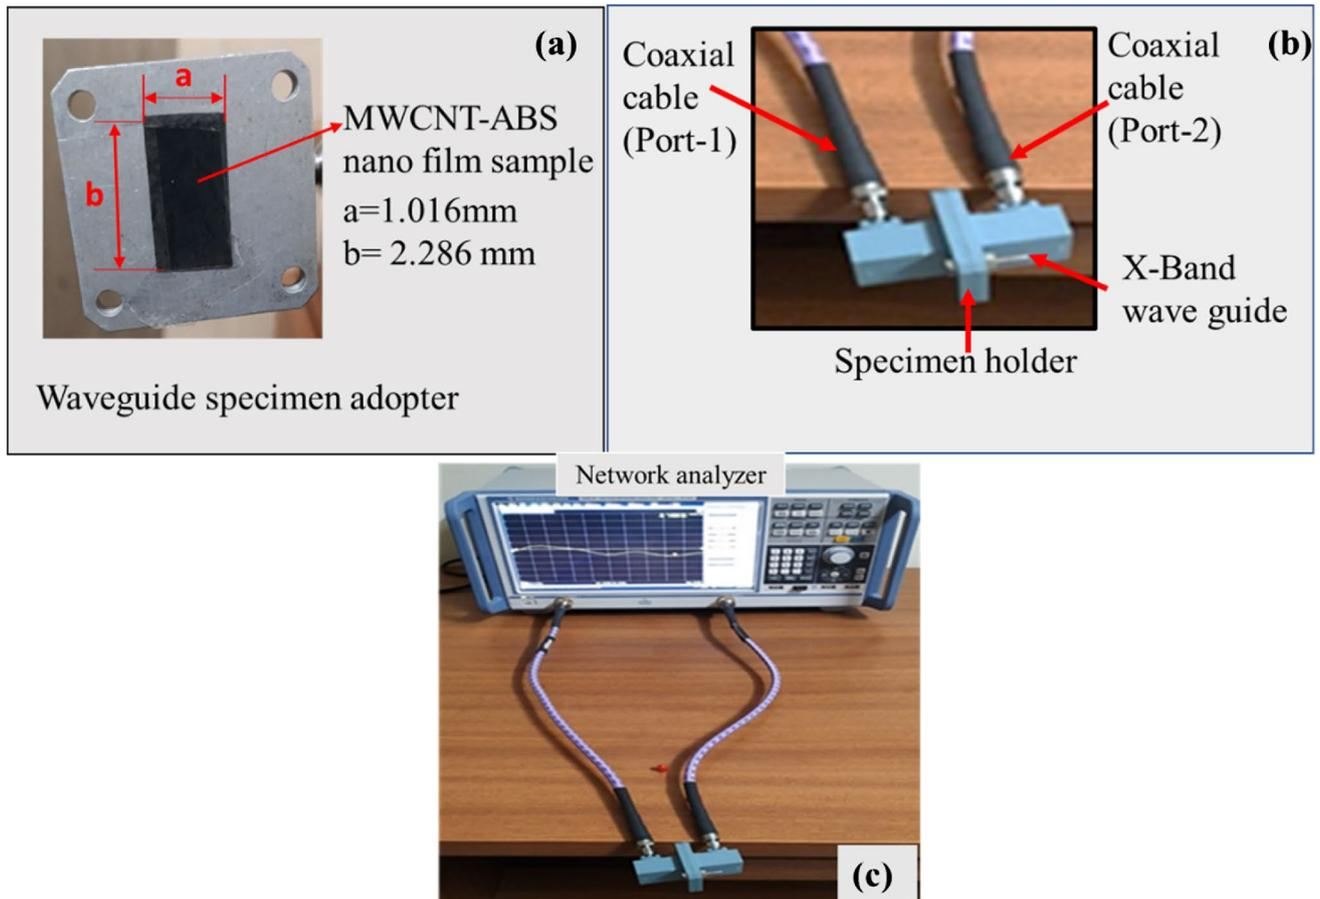 (a)
a
b
MWCNT-ABS
nano film sample
a=1.016mm
b= 2.286 mm
Waveguide specimen adopter
(b)
Coaxial
cable
(Port-1)
Coaxial
cable
(Port-2)
X-Band
wave guide
Specimen holder
Network analyzer
(c)